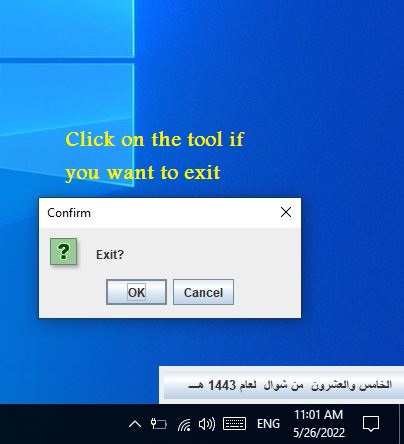 Click on the tool if
you want to exit
Confirm
?
Exit?
OK
Cancel
الخامس والعشرون من شوال لعام 1443 هـــ
ENG
11:01 AM
5/26/2022